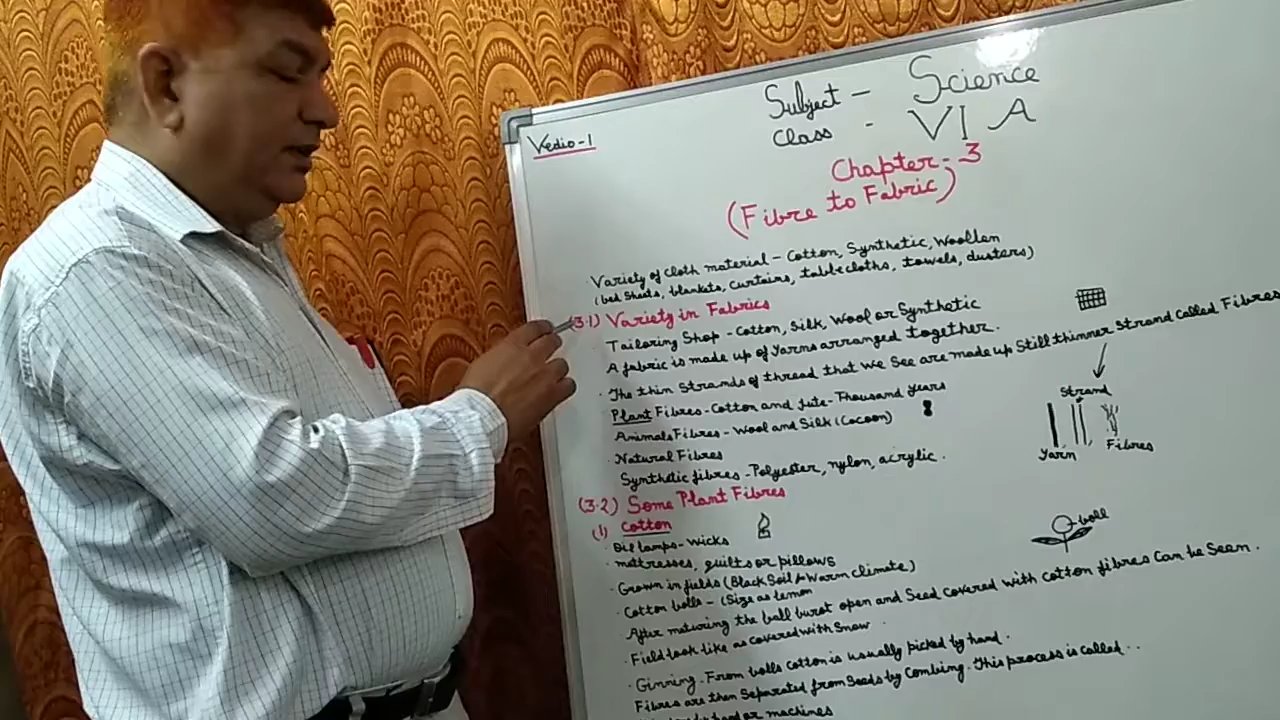 Vedio-1
Subject - Science
Class - VI A
Chapter-3
(Fibre to Fabric)
Variety of Cloth material - Cotton, Synthetic, Woollen
(bed Sheets, blankets, curtains, tablecloths, towels, dusters)
(3.1) Variety in Fabrics
· Tailoring Shop - Cotton, Silk, Wool or Synthetic
A fabric is made up of Yarns arranged together.
· The thin Strands of thread that we See are made up Still thinner Strand called Fibres
Plant Fibres - Cotton and Jute - Thousand years
Animals Fibres - Wool and Silk (Cocoon)
· Natural Fibres
Synthetic fibres - Polyester, nylon, acrylic.
Strand
Yarn
Fibres
(3.2) Some Plant Fibres
(1) Cotton
· Oil lamps - Wicks
· mattresses, quilts or pillows
· Grown in fields (Black Soil & Warm climate)
· Cotton bolls - (Size as lemon
boll
· After maturing the ball burst open and Seed covered with cotton fibres Can be Seen.
· Field look like as covered with Snow
· Ginning - From bolls cotton is usually picked by hand.
Fibres are then Separated from Seeds by Combing. This process is called..
hand or machines